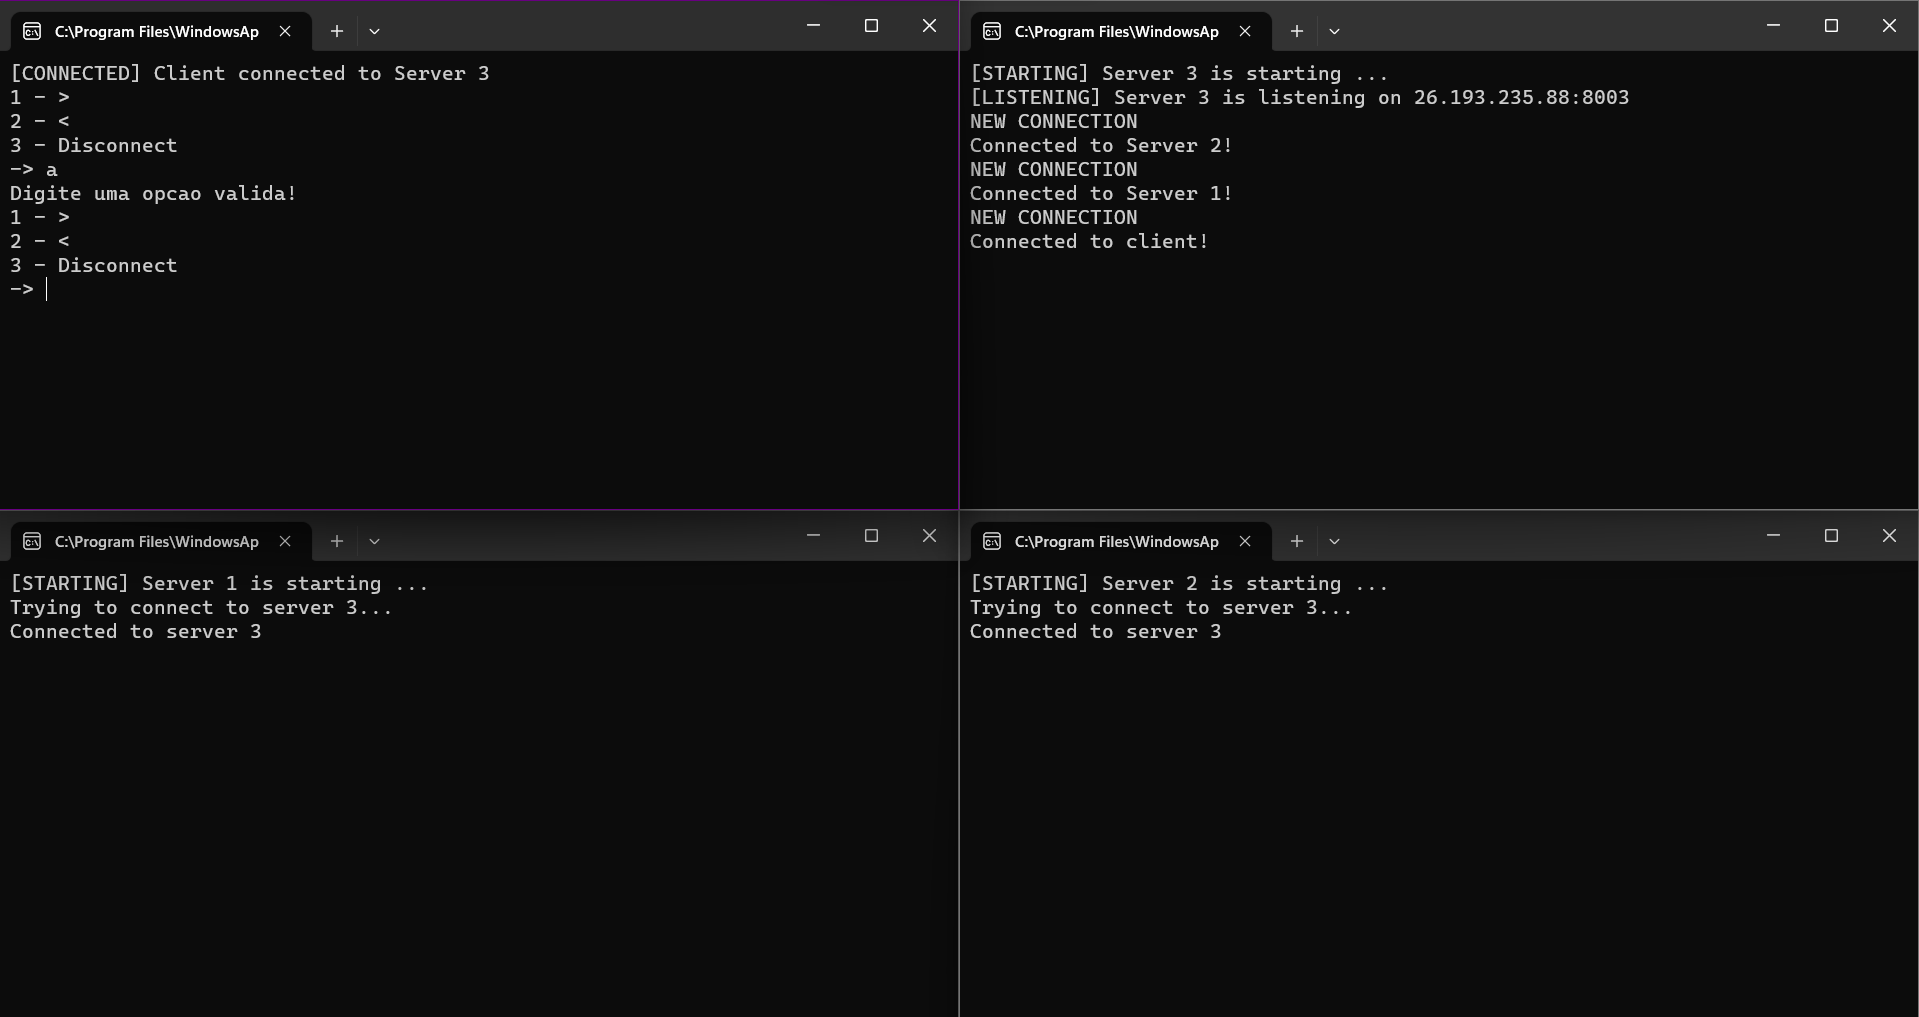 C:\Program Files\WindowsAp
[CONNECTED] Client connected to Server 3
1 - >
2 - <
3 - Disconnect
-> a
Digite uma opcao valida!
1 - >
2 - <
3 - Disconnect
->
C:\Program Files\WindowsAp
[STARTING] Server 3 is starting ...
[LISTENING] Server 3 is listening on 26.193.235.88:8003
NEW CONNECTION
Connected to Server 2!
NEW CONNECTION
Connected to Server 1!
NEW CONNECTION
Connected to client!
C:\Program Files\WindowsAp
[STARTING] Server 1 is starting ...
Trying to connect to server 3...
Connected to server 3
C:\Program Files\WindowsAp
[STARTING] Server 2 is starting ...
Trying to connect to server 3...
Connected to server 3